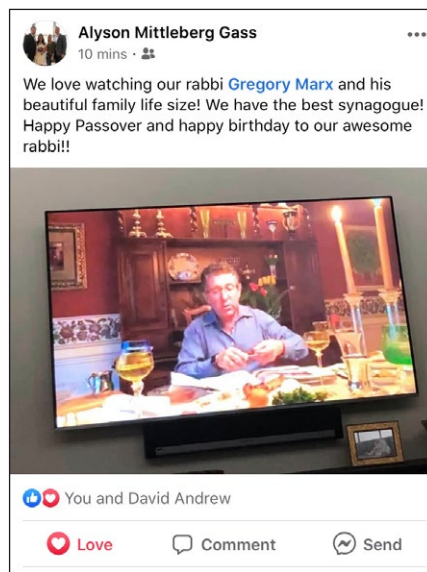 Alyson Mittleberg Gass
10 mins ·
We love watching our rabbi Gregory Marx and his
beautiful family life size! We have the best synagogue!
Happy Passover and happy birthday to our awesome
rabbi!!
You and David Andrew
Love Comment Send